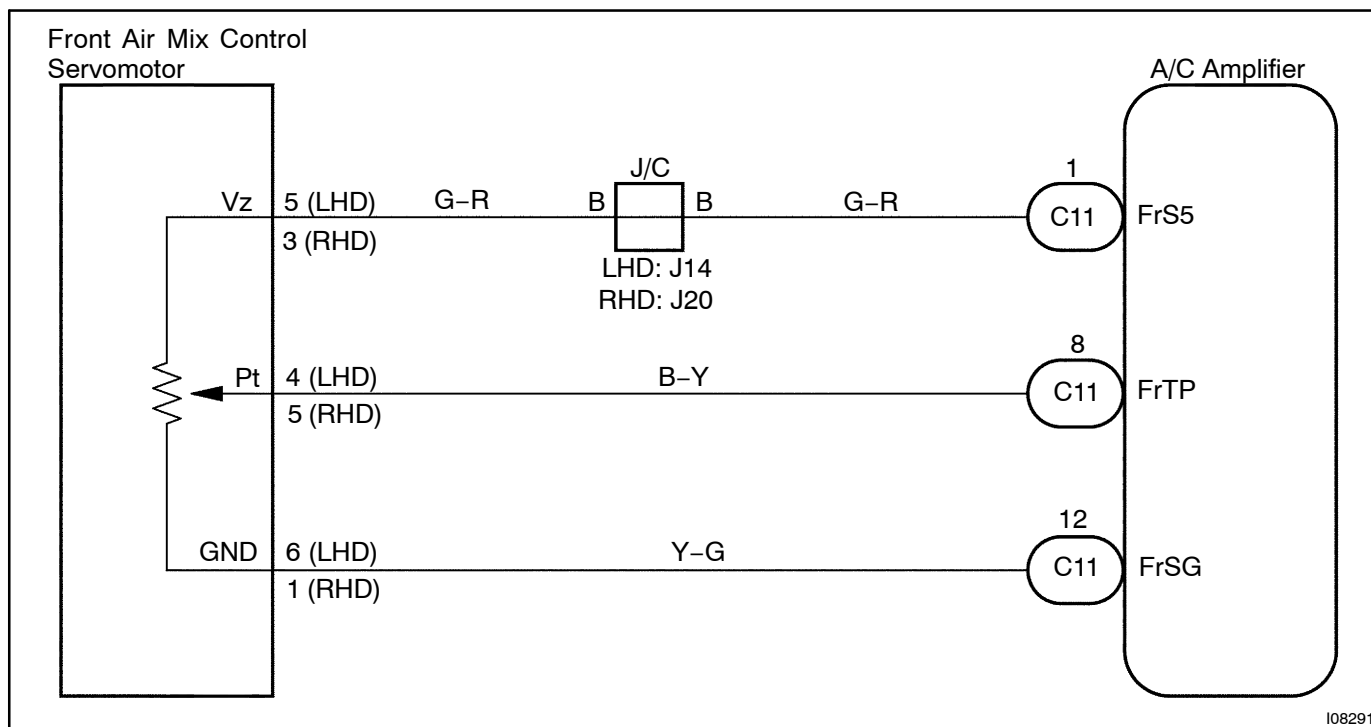 Front Air Mix Control
Servomotor
A/C Amplifier
J/C
1
Vz
5 (LHD)
G–R
B
B
G–R
C11
FrS5
3 (RHD)
LHD: J14
RHD: J20
8
Pt
4 (LHD)
B–Y
C11
FrTP
5 (RHD)
12
GND
6 (LHD)
Y–G
C11
FrSG
1 (RHD)
I08291